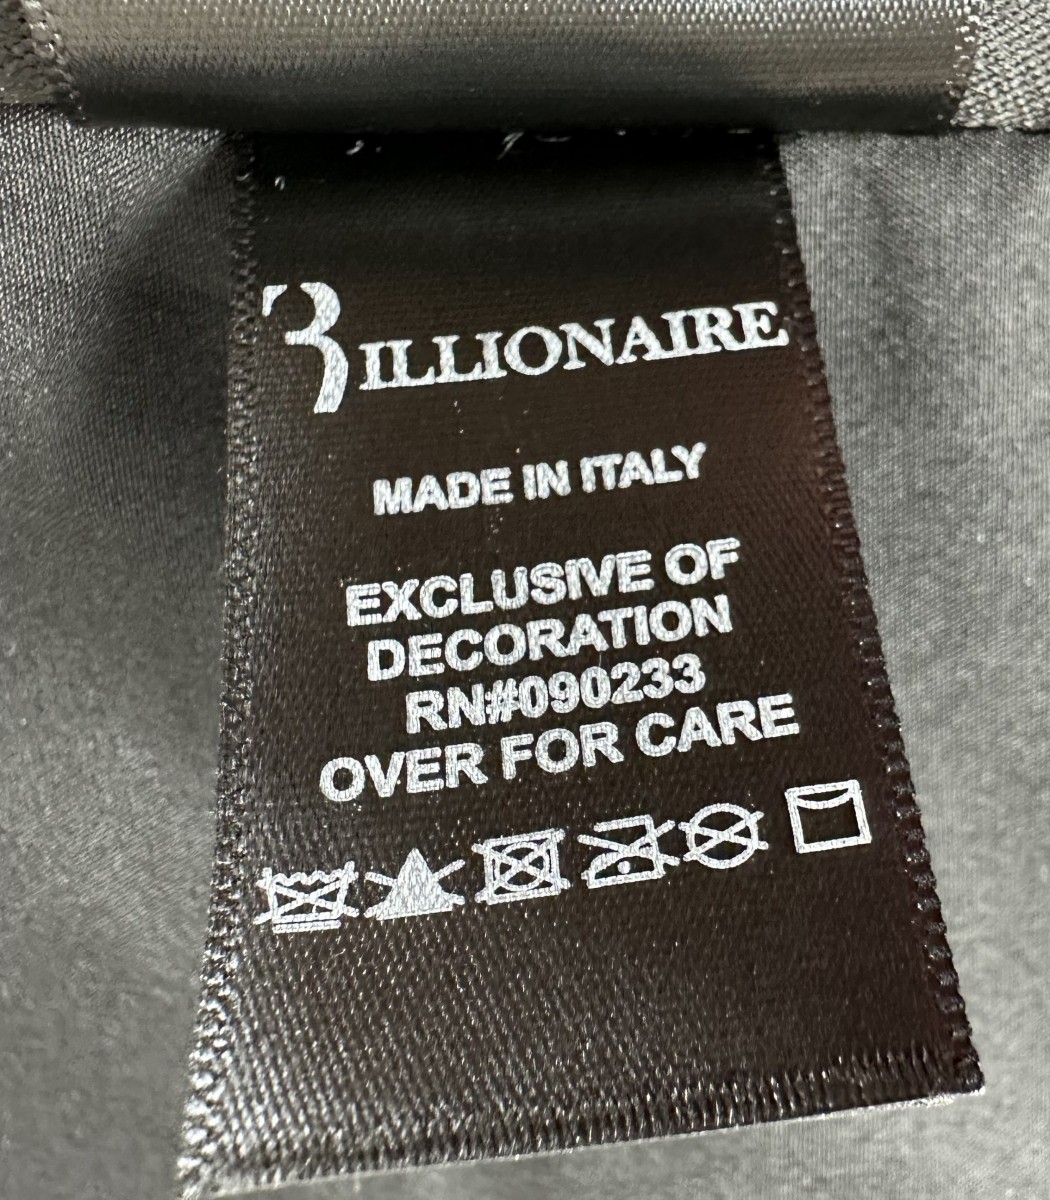 BILLIONAIRE
MADE IN ITALY
EXCLUSIVE OF
DECORATION
RN#090233
OVER FOR CARE